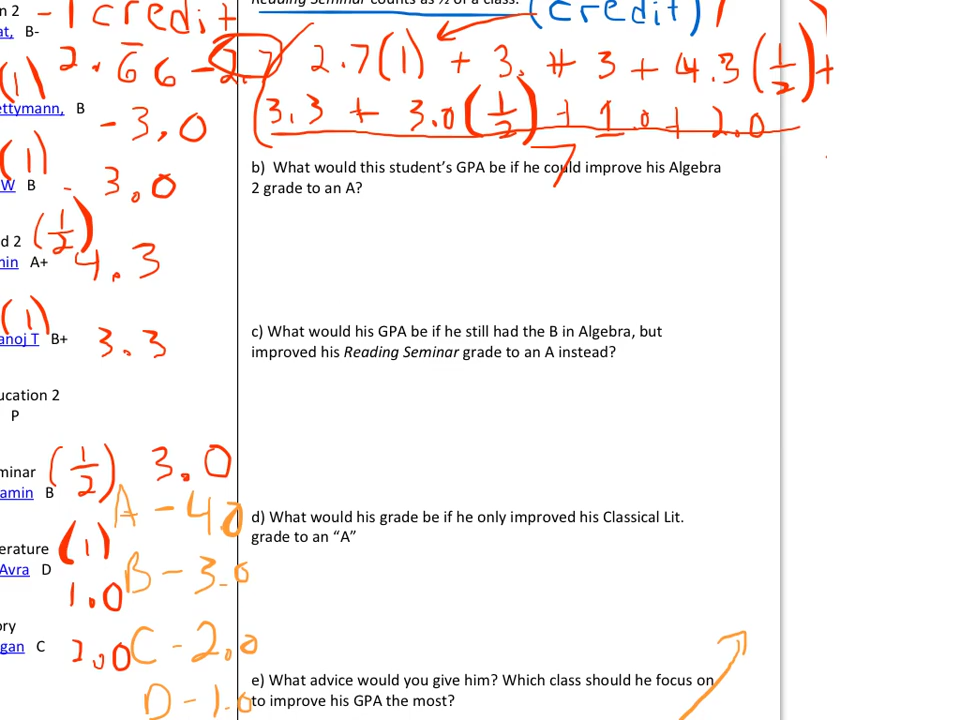 n 2 - 1 credit
at, B-
2.66 - 2.7
(1)
ettymann, B
- 3.0
(1)
W B - 3.0
d 2 (1/2)
min A+ 4.3
(1)
anoj T B+ 3.3
ucation 2
P
minar (1/2) 3.0
amin B
A - 4.0
erature (1)
Avra D
1.0
B - 3.0
ory
gan C 2.0
C - 2.0
D - 1.0
Reading Seminar counts as ½ of a class.
(credit)
2.7(1) + 3. + 3 + 4.3(1/2) +
(3.3 + 3.0(1/2) + 1.0 + 2.0
7
b) What would this student's GPA be if he could improve his Algebra
2 grade to an A?
c) What would his GPA be if he still had the B in Algebra, but
improved his Reading Seminar grade to an A instead?
d) What would his grade be if he only improved his Classical Lit.
grade to an "A"
e) What advice would you give him? Which class should he focus on
to improve his GPA the most?